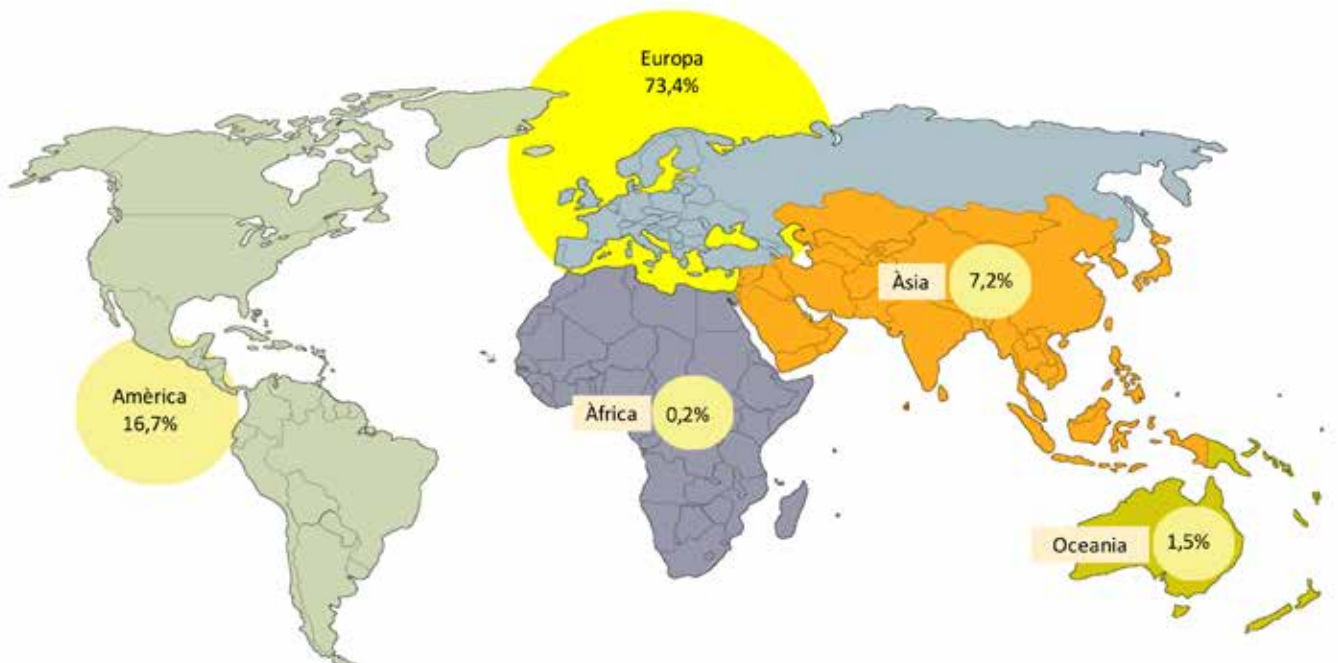 Europa
73,4%
Àsia
7,2%
Amèrica
16,7%
Àfrica
0,2%
Oceania
1,5%